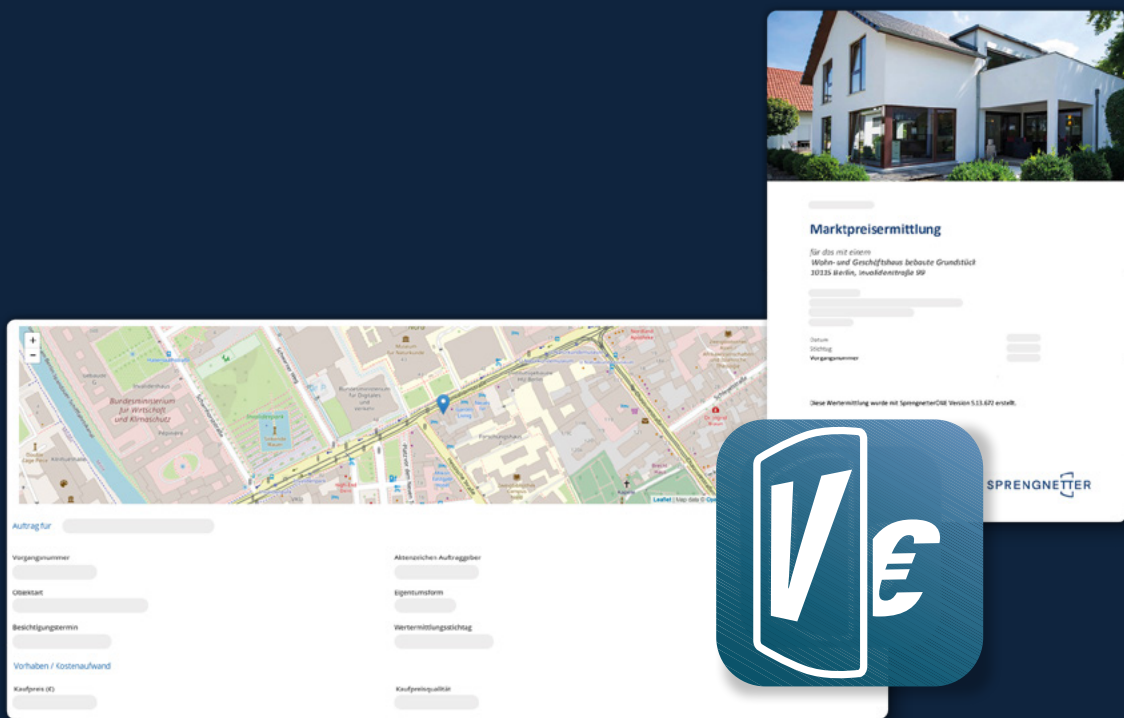 Marktpreisermittlung
für das mit einem
Wohn- und Geschäftshaus bebaute Grundstück
10115 Berlin, Invalidenstraße 99
Datum
Stichtag
Vorgangsnummer
Diese Wertermittlung wurde mit SprengnetterONE Version 5.13.672 erstellt.
SPRENGNETTER
V€
+
−
Bundesministerium
für Wirtschaft
und Klimaschutz
Invalidenpark
Bundesministerium
für Digitales
und
Verkehr
Museum
für Naturkunde
Forschungshaus
Schwarzer Weg
Leaflet | Map data ©
Auftrag für
Vorgangsnummer
Aktenzeichen Auftraggeber
Objektart
Eigentumsform
Besichtigungstermin
Wertermittlungsstichtag
Vorhaben / Kostenaufwand
Kaufpreis (€)
Kaufpreisqualität